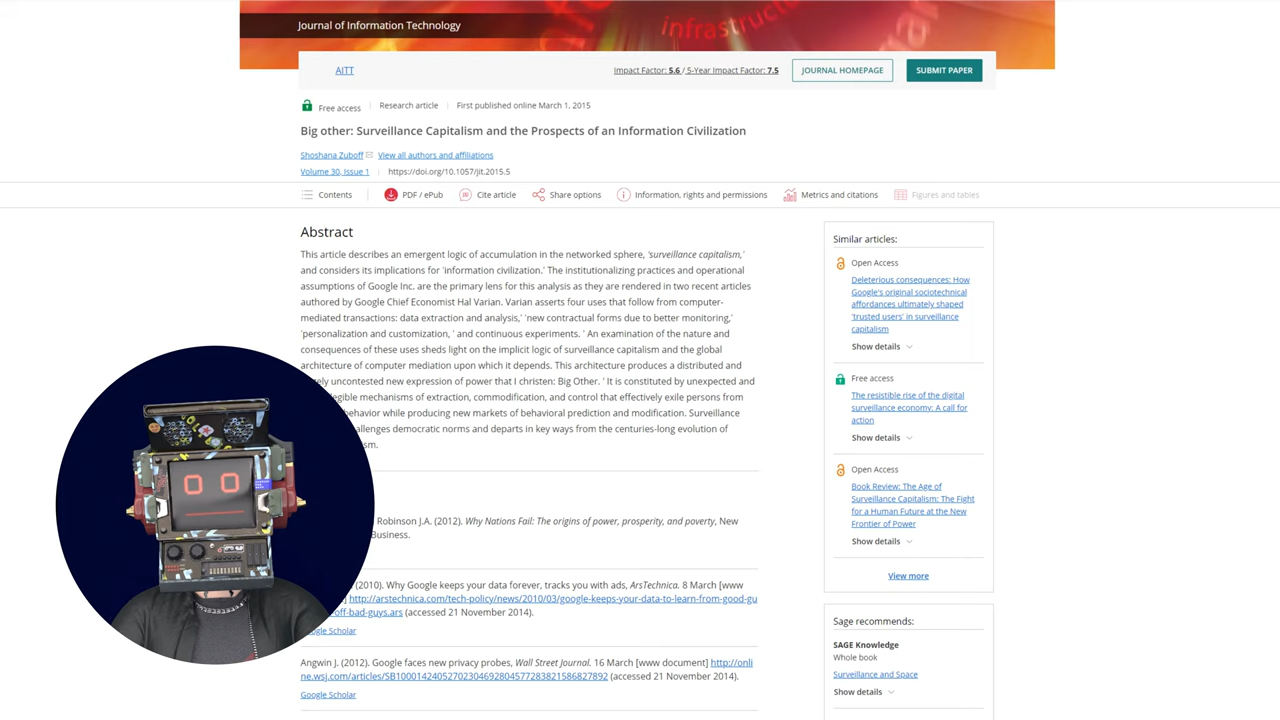 infrastructu
Journal of Information Technology
AITT
Impact Factor: 5.6 / 5-Year Impact Factor: 7.5
JOURNAL HOMEPAGE
SUBMIT PAPER
Free access
Research article
First published online March 1, 2015
Big other: Surveillance Capitalism and the Prospects of an Information Civilization
Shoshana Zuboff
View all authors and affiliations
Volume 30, Issue 1
https://doi.org/10.1057/jit.2015.5
Contents
PDF / ePub
Cite article
Share options
Information, rights and permissions
Metrics and citations
Figures and tables
Abstract
This article describes an emergent logic of accumulation in the networked sphere, 'surveillance capitalism,'
and considers its implications for 'information civilization.' The institutionalizing practices and operational
assumptions of Google Inc. are the primary lens for this analysis as they are rendered in two recent articles
authored by Google Chief Economist Hal Varian. Varian asserts four uses that follow from computer-
mediated transactions: data extraction and analysis,' 'new contractual forms due to better monitoring,'
'personalization and customization, ' and continuous experiments. ' An examination of the nature and
consequences of these uses sheds light on the implicit logic of surveillance capitalism and the global
architecture of computer mediation upon which it depends. This architecture produces a distributed and
uncontested new expression of power that I christen: Big Other. ' It is constituted by unexpected and
mechanisms of extraction, commodification, and control that effectively exile persons from
behavior while producing new markets of behavioral prediction and modification. Surveillance
democratic norms and departs in key ways from the centuries-long evolution of
Robinson J.A. (2012). Why Nations Fail: The origins of power, prosperity, and poverty, New
(2010). Why Google keeps your data forever, tracks you with ads, ArsTechnica. 8 March [www
http://arstechnica.com/tech-policy/news/2010/03/google-keeps-your-data-to-learn-from-good-gu
off-bad-guys.ars (accessed 21 November 2014).
Scholar
Angwin J. (2012). Google faces new privacy probes, Wall Street Journal. 16 March [www document] http://onli
ne.wsj.com/articles/SB10001424052702304692804577283821586827892 (accessed 21 November 2014).
Google Scholar
Similar articles:
Open Access
Deleterious consequences: How
Google's original sociotechnical
affordances ultimately shaped
'trusted users' in surveillance
capitalism
Show details
Free access
The resistible rise of the digital
surveillance economy: A call for
action
Show details
Open Access
Book Review: The Age of
Surveillance Capitalism: The Fight
for a Human Future at the New
Frontier of Power
Show details
View more
Sage recommends:
SAGE Knowledge
Whole book
Surveillance and Space
Show details